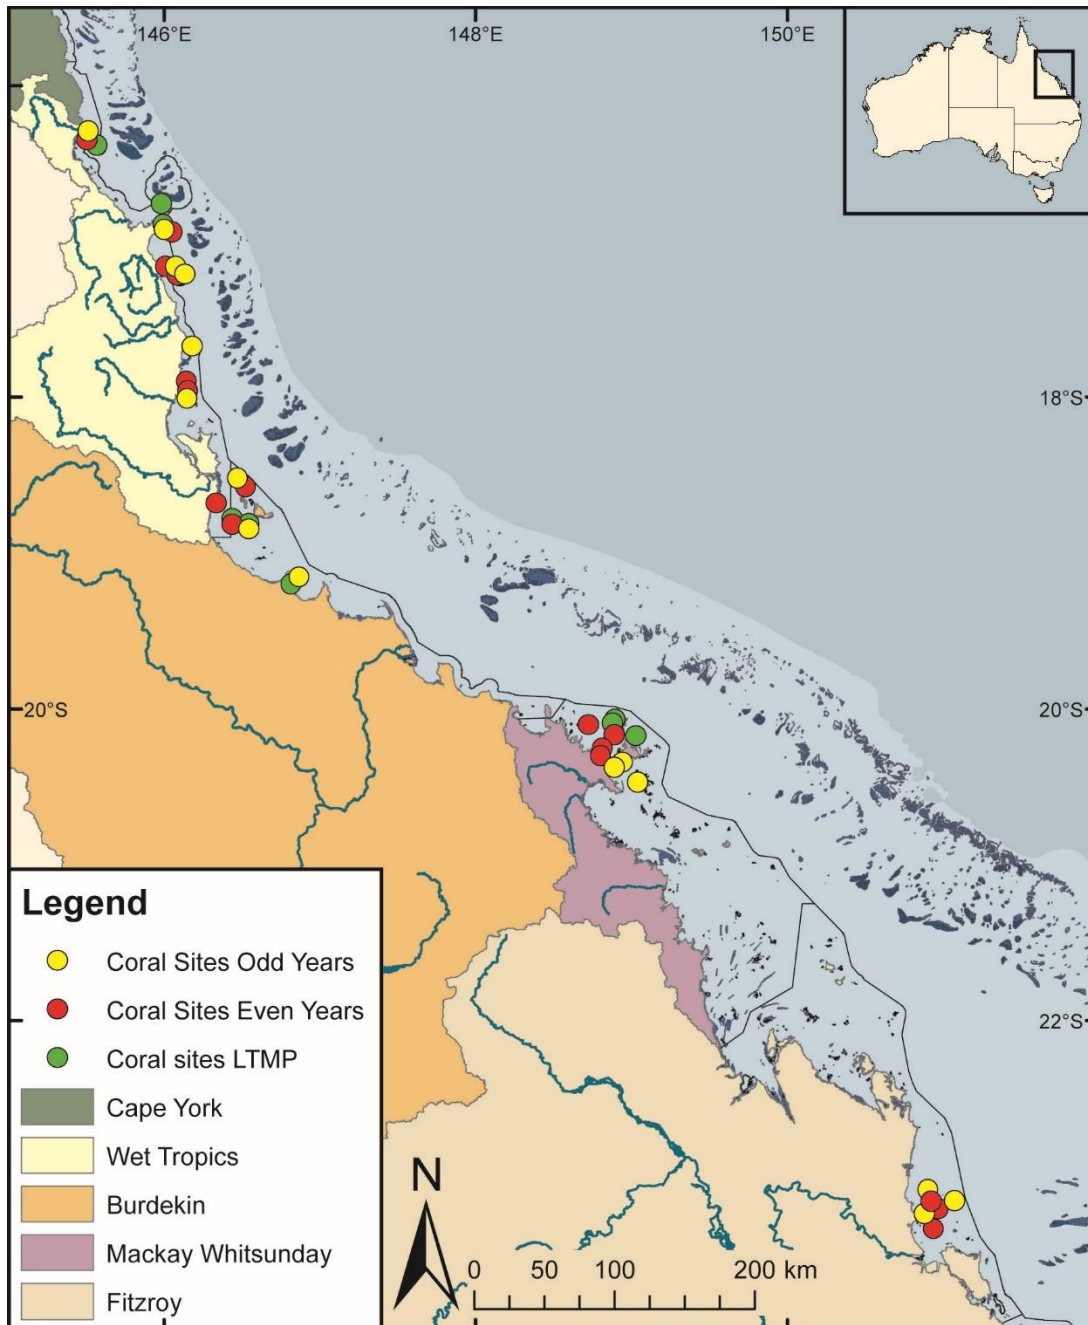 146°E
148°E
150°E
18°S
20°S
20°S
22°S
Legend
Coral Sites Odd Years
Coral Sites Even Years
Coral sites LTMP
Cape York
Wet Tropics
Burdekin
Mackay Whitsunday
Fitzroy
N
0 50 100 200 km